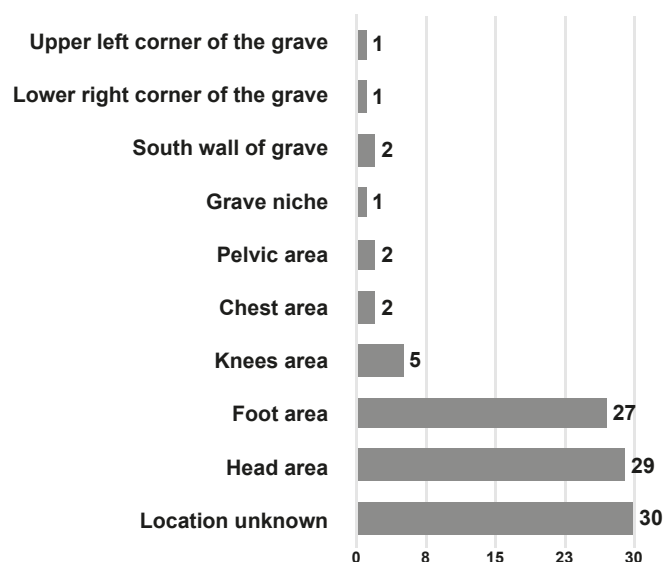 Upper left corner of the grave 1
Lower right corner of the grave 1
South wall of grave 2
Grave niche 1
Pelvic area 2
Chest area 2
Knees area 5
Foot area 27
Head area 29
Location unknown 30
0 8 15 23 30